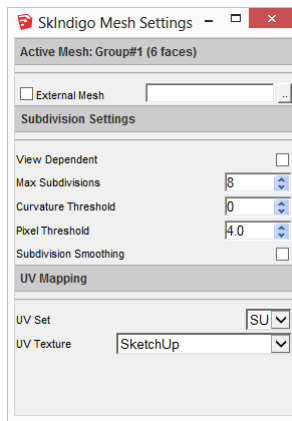 SkIndigo Mesh Settings
Active Mesh: Group#1 (6 faces)
External Mesh ..
Subdivision Settings
View Dependent
Max Subdivisions 8
Curvature Threshold 0
Pixel Threshold 4.0
Subdivision Smoothing
UV Mapping
UV Set SU
UV Texture SketchUp